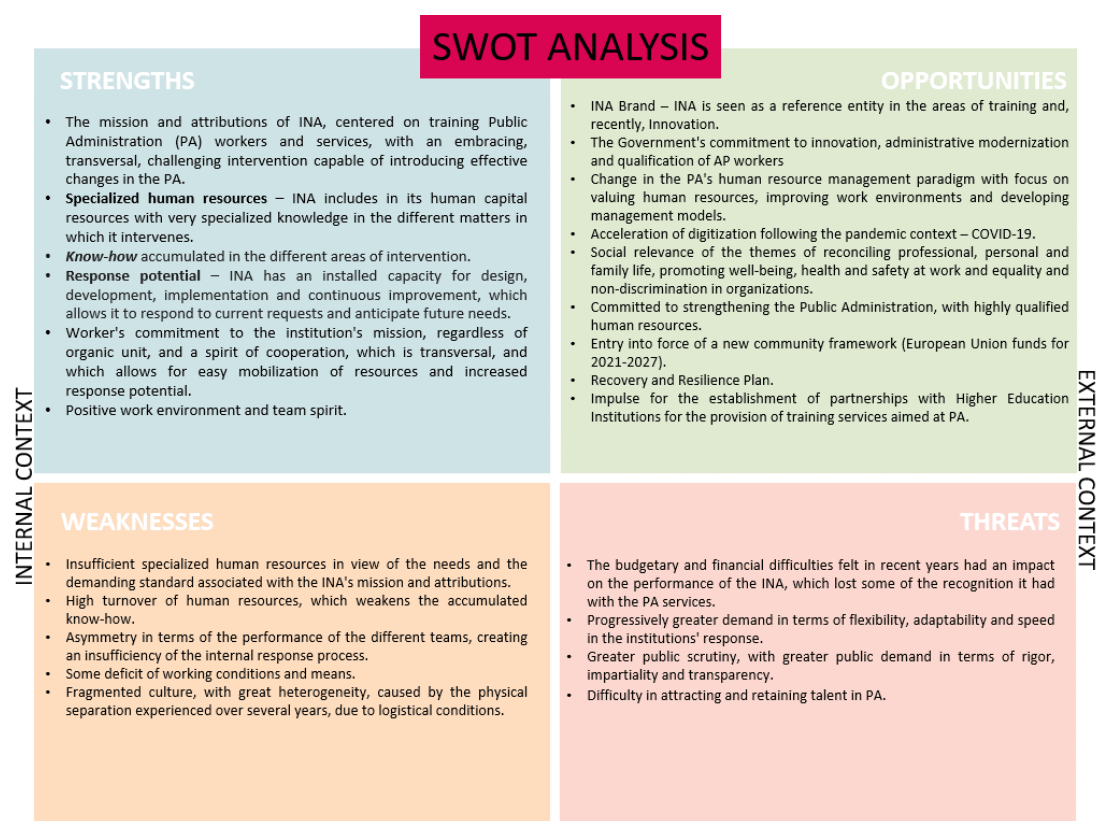 SWOT ANALYSIS
STRENGTHS
• The mission and attributions of INA, centered on training Public
Administration (PA) workers and services, with an embracing,
transversal, challenging intervention capable of introducing effective
changes in the PA.
• Specialized human resources – INA includes in its human capital
resources with very specialized knowledge in the different matters in
which it intervenes.
• Know-how accumulated in the different areas of intervention.
• Response potential – INA has an installed capacity for design,
development, implementation and continuous improvement, which
allows it to respond to current requests and anticipate future needs.
• Worker's commitment to the institution's mission, regardless of
organic unit, and a spirit of cooperation, which is transversal, and
which allows for easy mobilization of resources and increased
response potential.
• Positive work environment and team spirit.
OPPORTUNITIES
• INA Brand – INA is seen as a reference entity in the areas of training and,
recently, Innovation.
• The Government's commitment to innovation, administrative modernization
and qualification of AP workers
• Change in the PA's human resource management paradigm with focus on
valuing human resources, improving work environments and developing
management models.
• Acceleration of digitization following the pandemic context – COVID-19.
• Social relevance of the themes of reconciling professional, personal and
family life, promoting well-being, health and safety at work and equality and
non-discrimination in organizations.
• Committed to strengthening the Public Administration, with highly qualified
human resources.
• Entry into force of a new community framework (European Union funds for
2021-2027).
• Recovery and Resilience Plan.
• Impulse for the establishment of partnerships with Higher Education
Institutions for the provision of training services aimed at PA.
INTERNAL CONTEXT
EXTERNAL CONTEXT
WEAKNESSES
• Insufficient specialized human resources in view of the needs and the
demanding standard associated with the INA's mission and attributions.
• High turnover of human resources, which weakens the accumulated
know-how.
• Asymmetry in terms of the performance of the different teams, creating
an insufficiency of the internal response process.
• Some deficit of working conditions and means.
• Fragmented culture, with great heterogeneity, caused by the physical
separation experienced over several years, due to logistical conditions.
THREATS
• The budgetary and financial difficulties felt in recent years had an impact
on the performance of the INA, which lost some of the recognition it had
with the PA services.
• Progressively greater demand in terms of flexibility, adaptability and speed
in the institutions' response.
• Greater public scrutiny, with greater public demand in terms of rigor,
impartiality and transparency.
• Difficulty in attracting and retaining talent in PA.